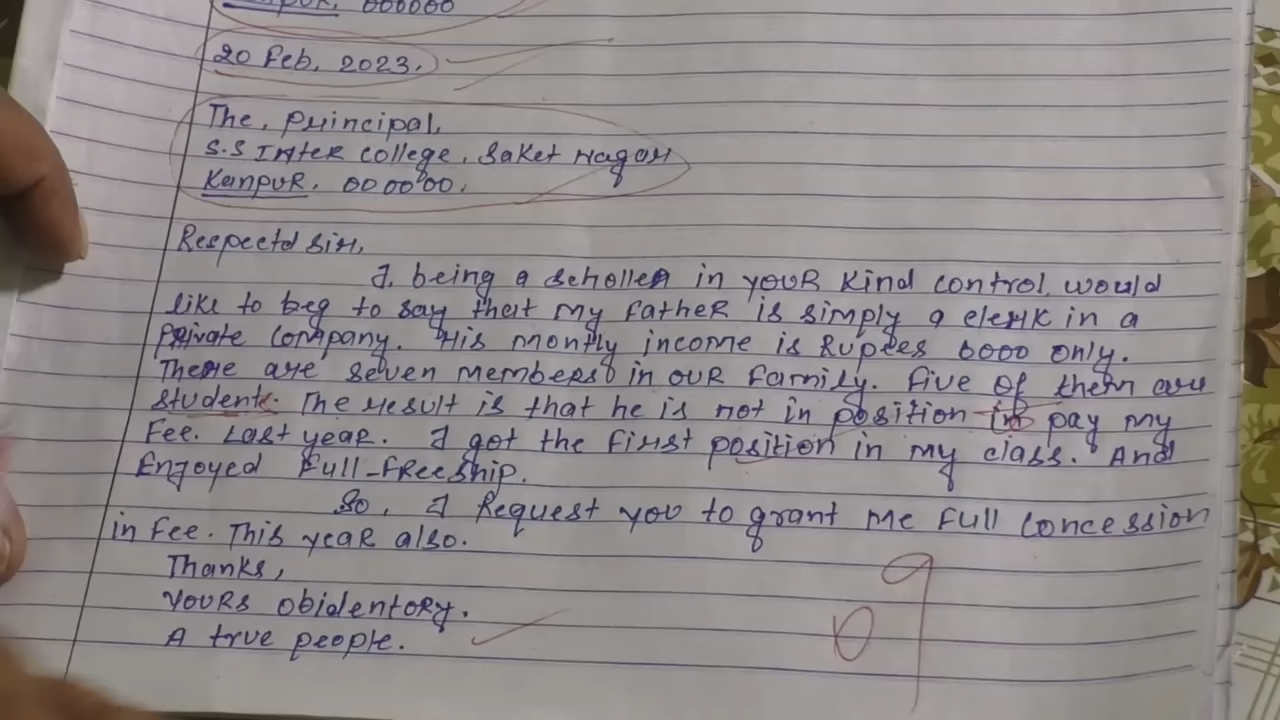 Kanpur, 000000
20 Feb, 2023.
The, principal,
S.S Inter college, Saket nagar
Kanpur, 000000.
Respectd sir,
I, being a scholler in your kind control, would
like to beg to say that my father is simply a clerk in a
private company. His montly income is Rupees 6000 only.
There are seven members in our family. five of them are
students. The result is that he is not in position to pay my
fee. Last year. I got the first position in my class. And
Enjoyed full-freeship.
So, I Request you to grant me full concession
in fee. This year also.
Thanks,
Yours obidentory.
A true people.
09